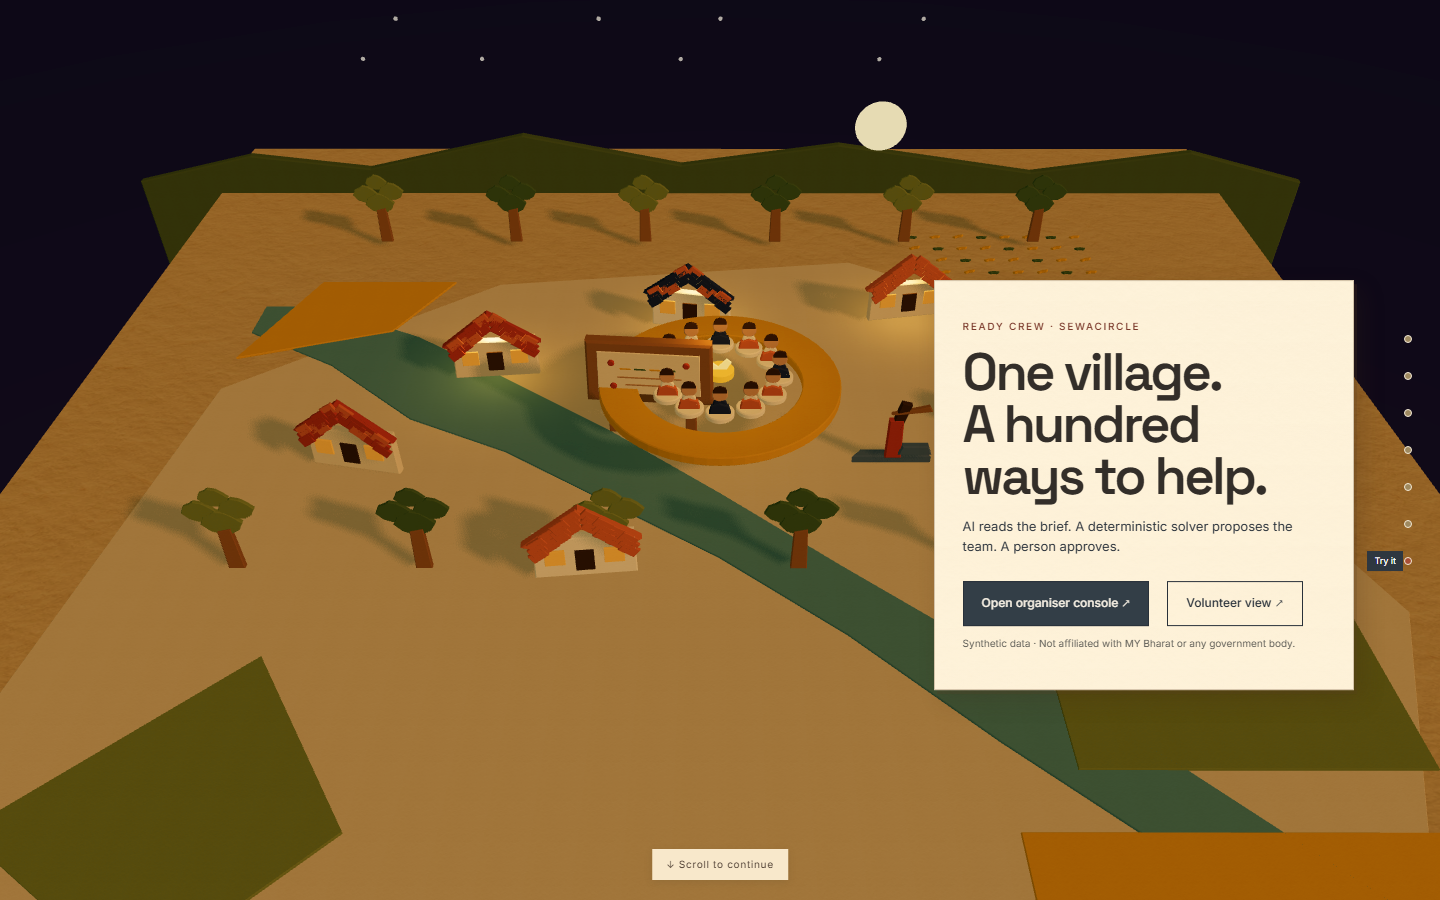 READY CREW · SEWACIRCLE
One village.
A hundred
ways to help.
AI reads the brief. A deterministic solver proposes the
team. A person approves.
Open organiser console ↗
Volunteer view ↗
Synthetic data · Not affiliated with MY Bharat or any government body.
Try it
↓ Scroll to continue